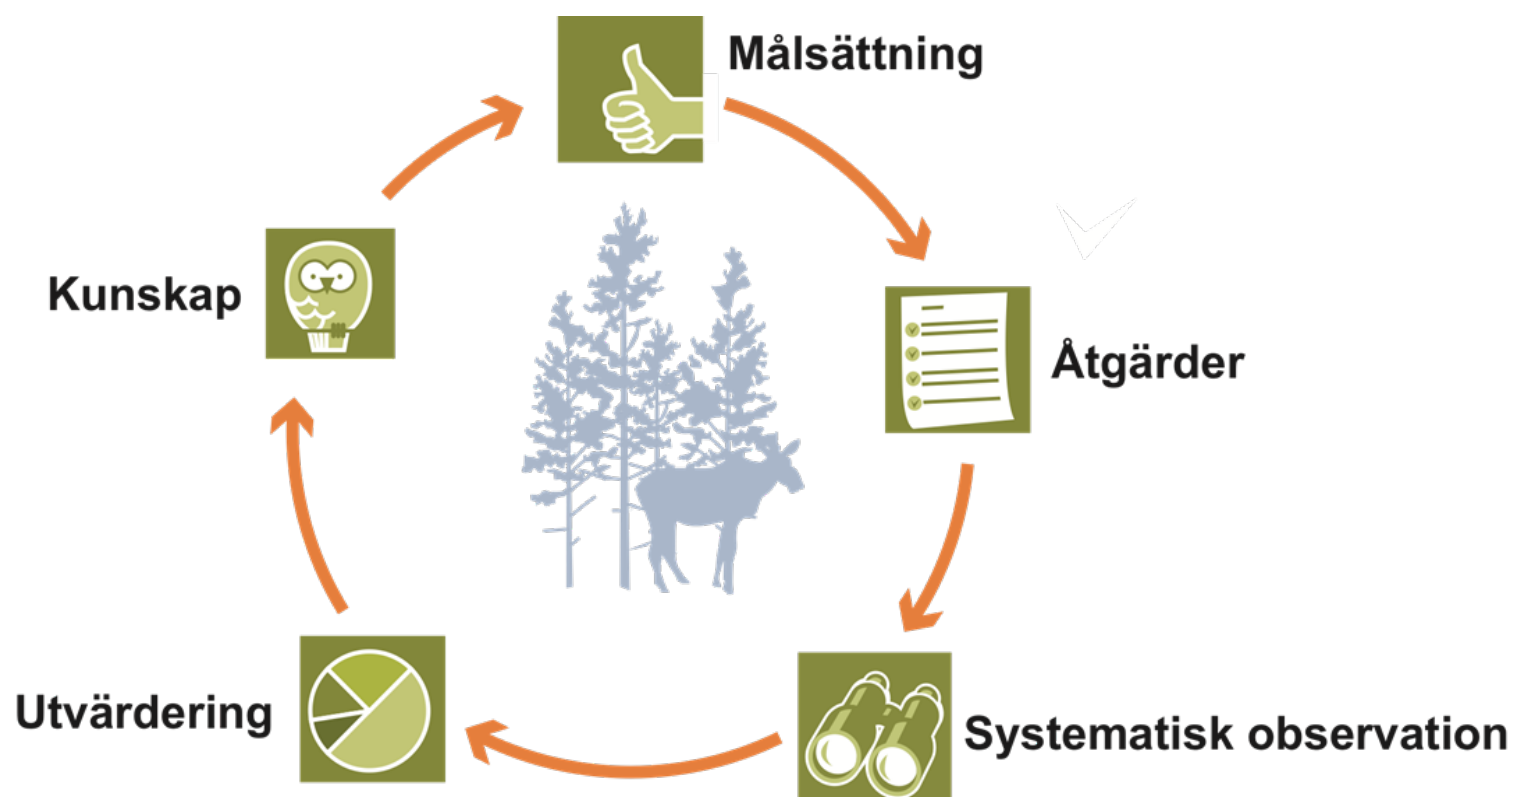 Målsättning
Kunskap
Åtgärder
Utvärdering
Systematisk observation